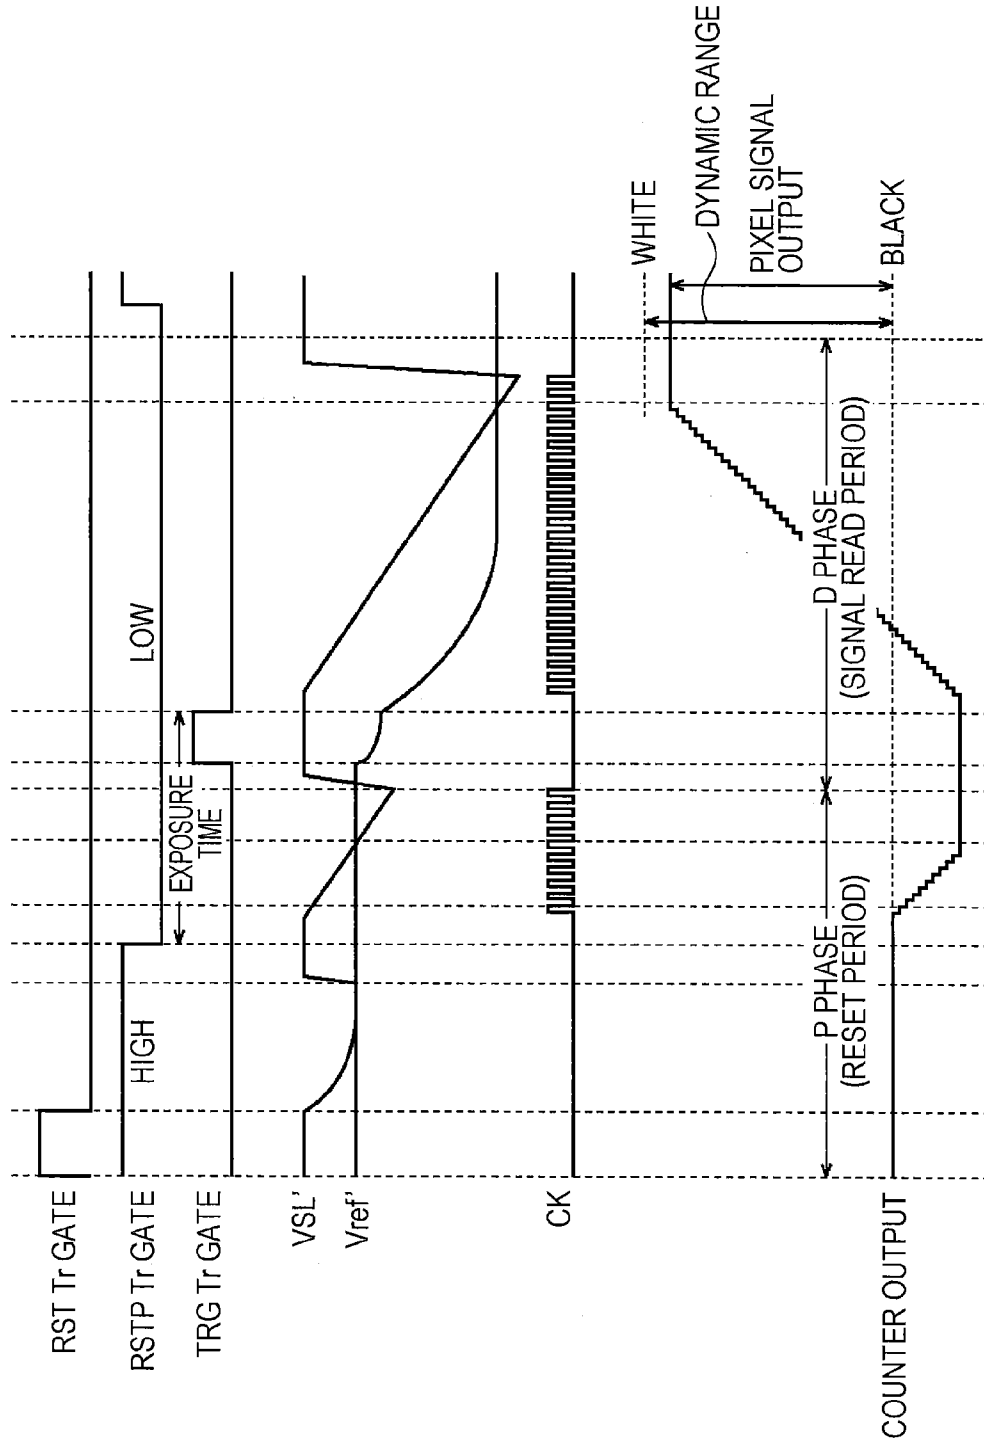 RST Tr GATE
RSTP Tr GATE
HIGH
LOW
EXPOSURE
TIME
TRG Tr GATE
VSL'
Vref'
CK
WHITE
DYNAMIC RANGE
PIXEL SIGNAL
OUTPUT
BLACK
P PHASE
(RESET PERIOD)
D PHASE
(SIGNAL READ PERIOD)
COUNTER OUTPUT